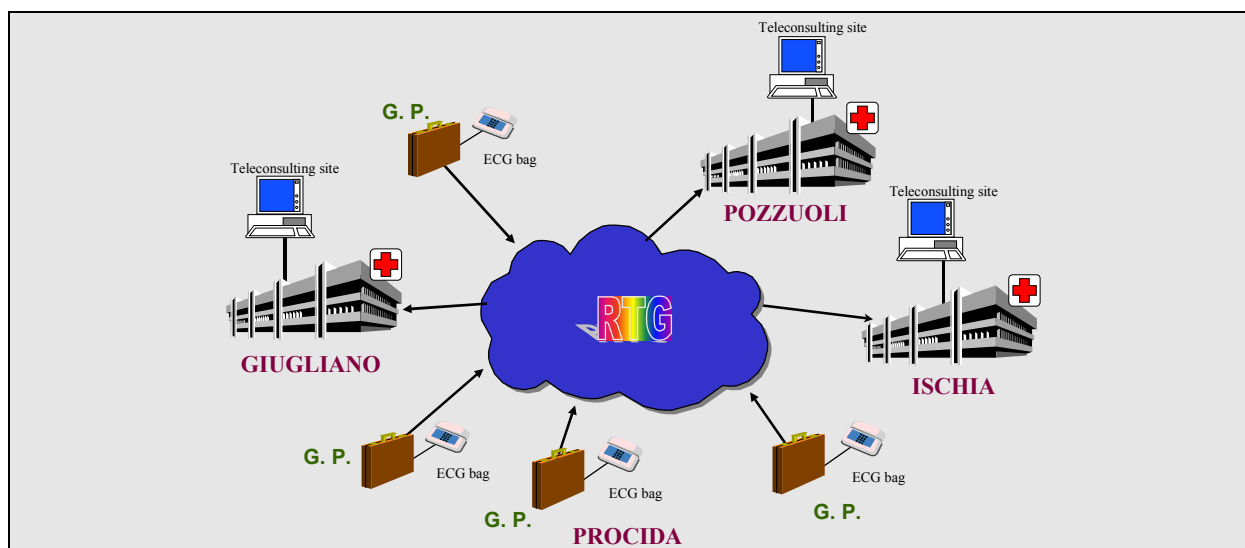 Teleconsulting site
G. P.
ECG bag
POZZUOLI
Teleconsulting site
Teleconsulting site
GIUGLIANO
RTG
ISCHIA
G. P.
ECG bag
G. P.
ECG bag
G. P.
ECG bag
PROCIDA